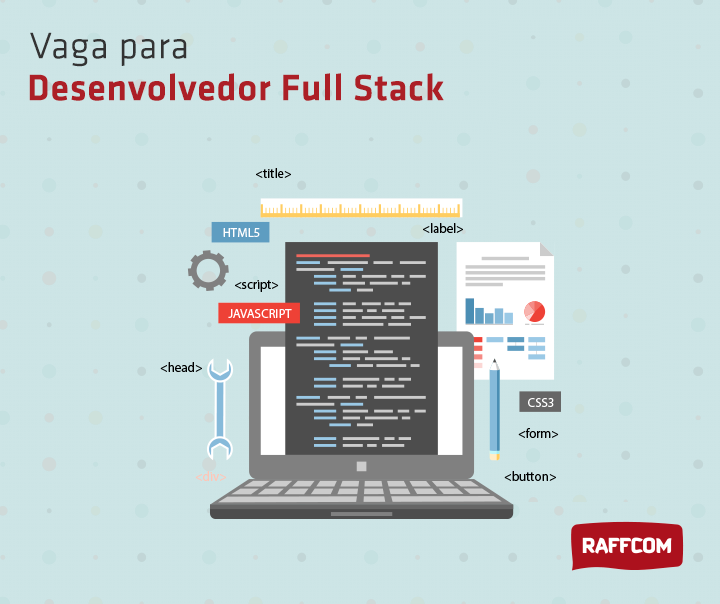 Vaga para
Desenvolvedor Full Stack
<title>
HTML5
<label>
<script>
JAVASCRIPT
<head>
CSS3
<form>
<div>
<button>
RAFFCOM